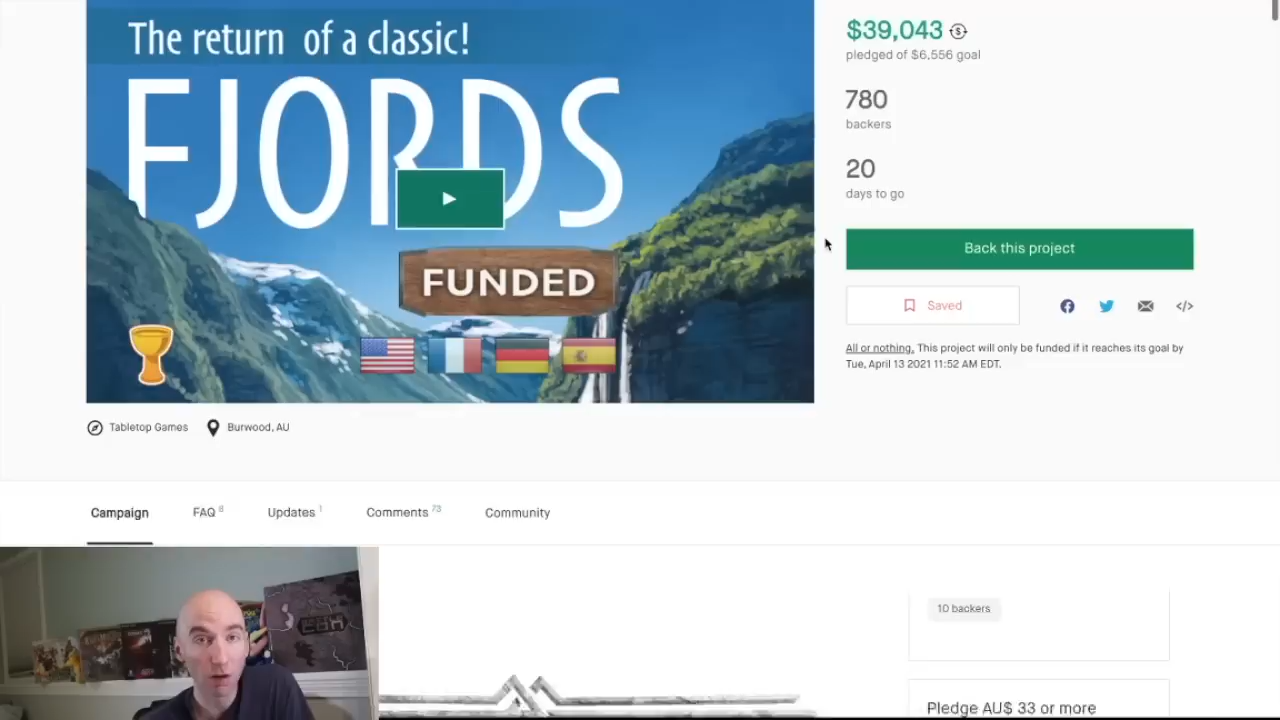 The return of a classic!
FJORDS
FUNDED
$39,043
pledged of $6,556 goal
780
backers
20
days to go
Back this project
Saved
All or nothing. This project will only be funded if it reaches its goal by
Tue, April 13 2021 11:52 AM EDT.
Tabletop Games
Burwood, AU
Campaign
FAQ 8
Updates 1
Comments 73
Community
10 backers
Pledge AU$ 33 or more